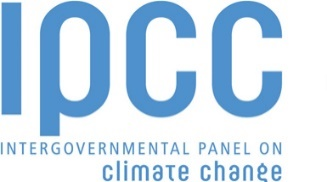 ipcc
INTERGOVERNMENTAL PANEL ON
climate change